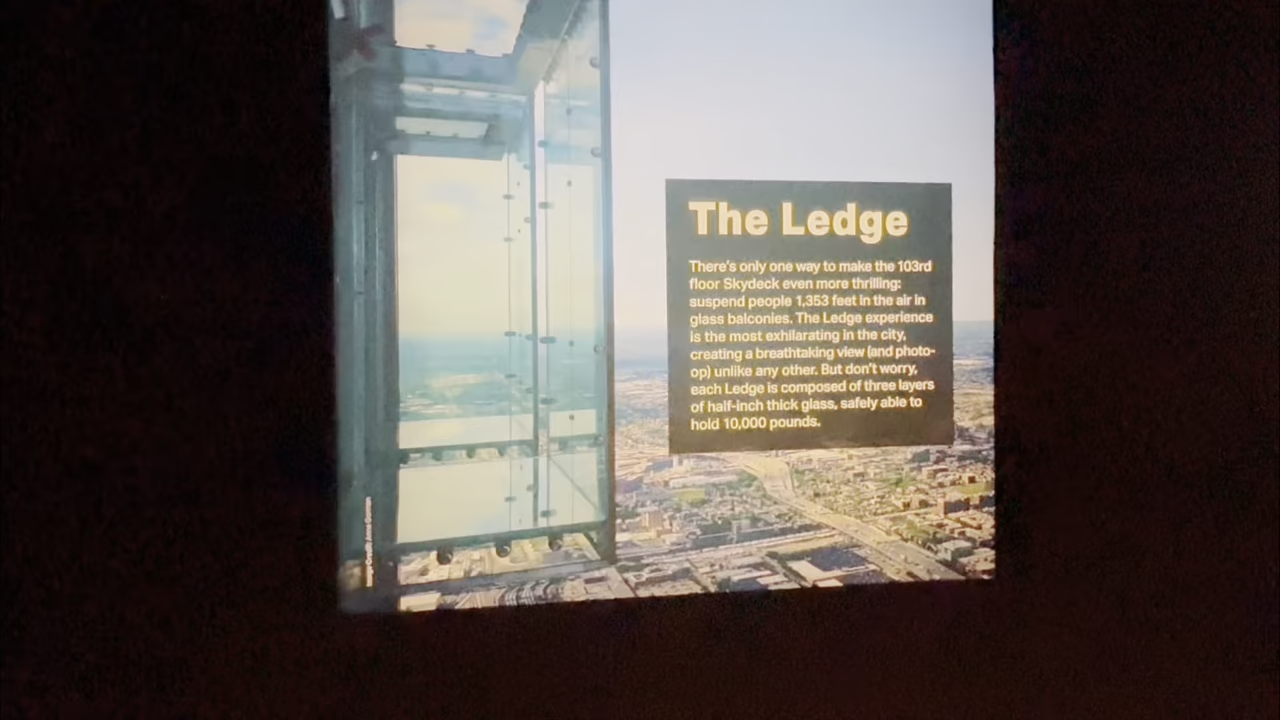 The Ledge
There's only one way to make the 103rd
floor Skydeck even more thrilling:
suspend people 1,353 feet in the air in
glass balconies. The Ledge experience
is the most exhilarating in the city,
creating a breathtaking view (and photo-
op) unlike any other. But don't worry,
each Ledge is composed of three layers
of half-inch thick glass, safely able to
hold 10,000 pounds.